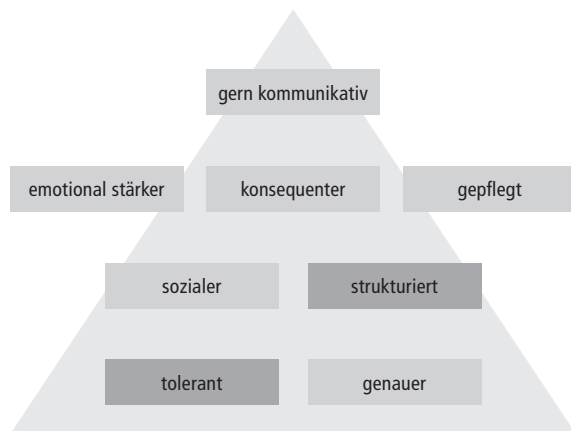 gern kommunikativ
emotional stärker
konsequenter
gepflegt
sozialer
strukturiert
tolerant
genauer